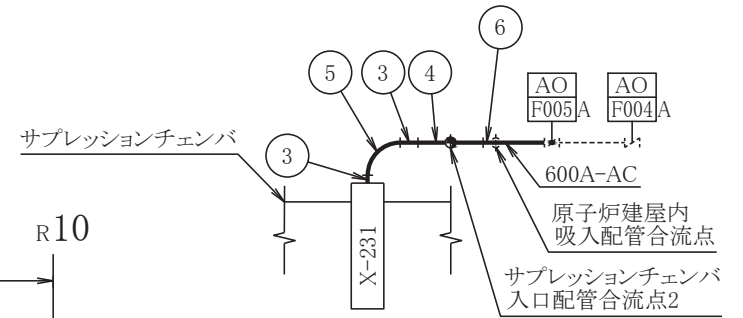 6
5
3
4
AO
F005 A
AO
F004 A
サプレッションチェンバ
3
600A-AC
原子炉建屋内
吸入配管合流点
R10
X-231
サプレッションチェンバ
入口配管合流点2